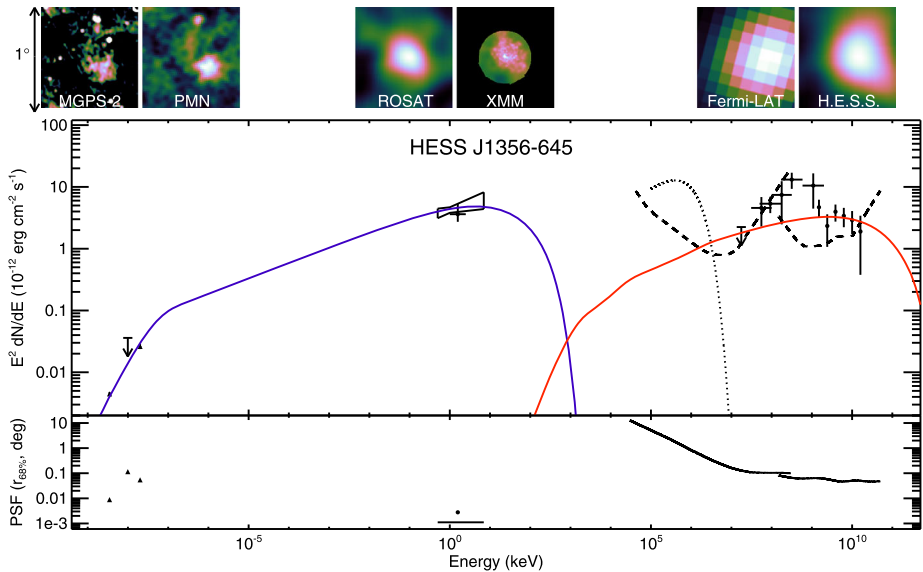 1°
MGPS-2
PMN
ROSAT
XMM
Fermi-LAT
H.E.S.S.
HESS J1356-645
E² dN/dE (10⁻¹² erg cm⁻² s⁻¹)
100
10
1
0.1
0.01
PSF (r₆₈%, deg)
10
1
0.1
0.01
1e-3
10⁻⁵
10⁰
10⁵
10¹⁰
Energy (keV)